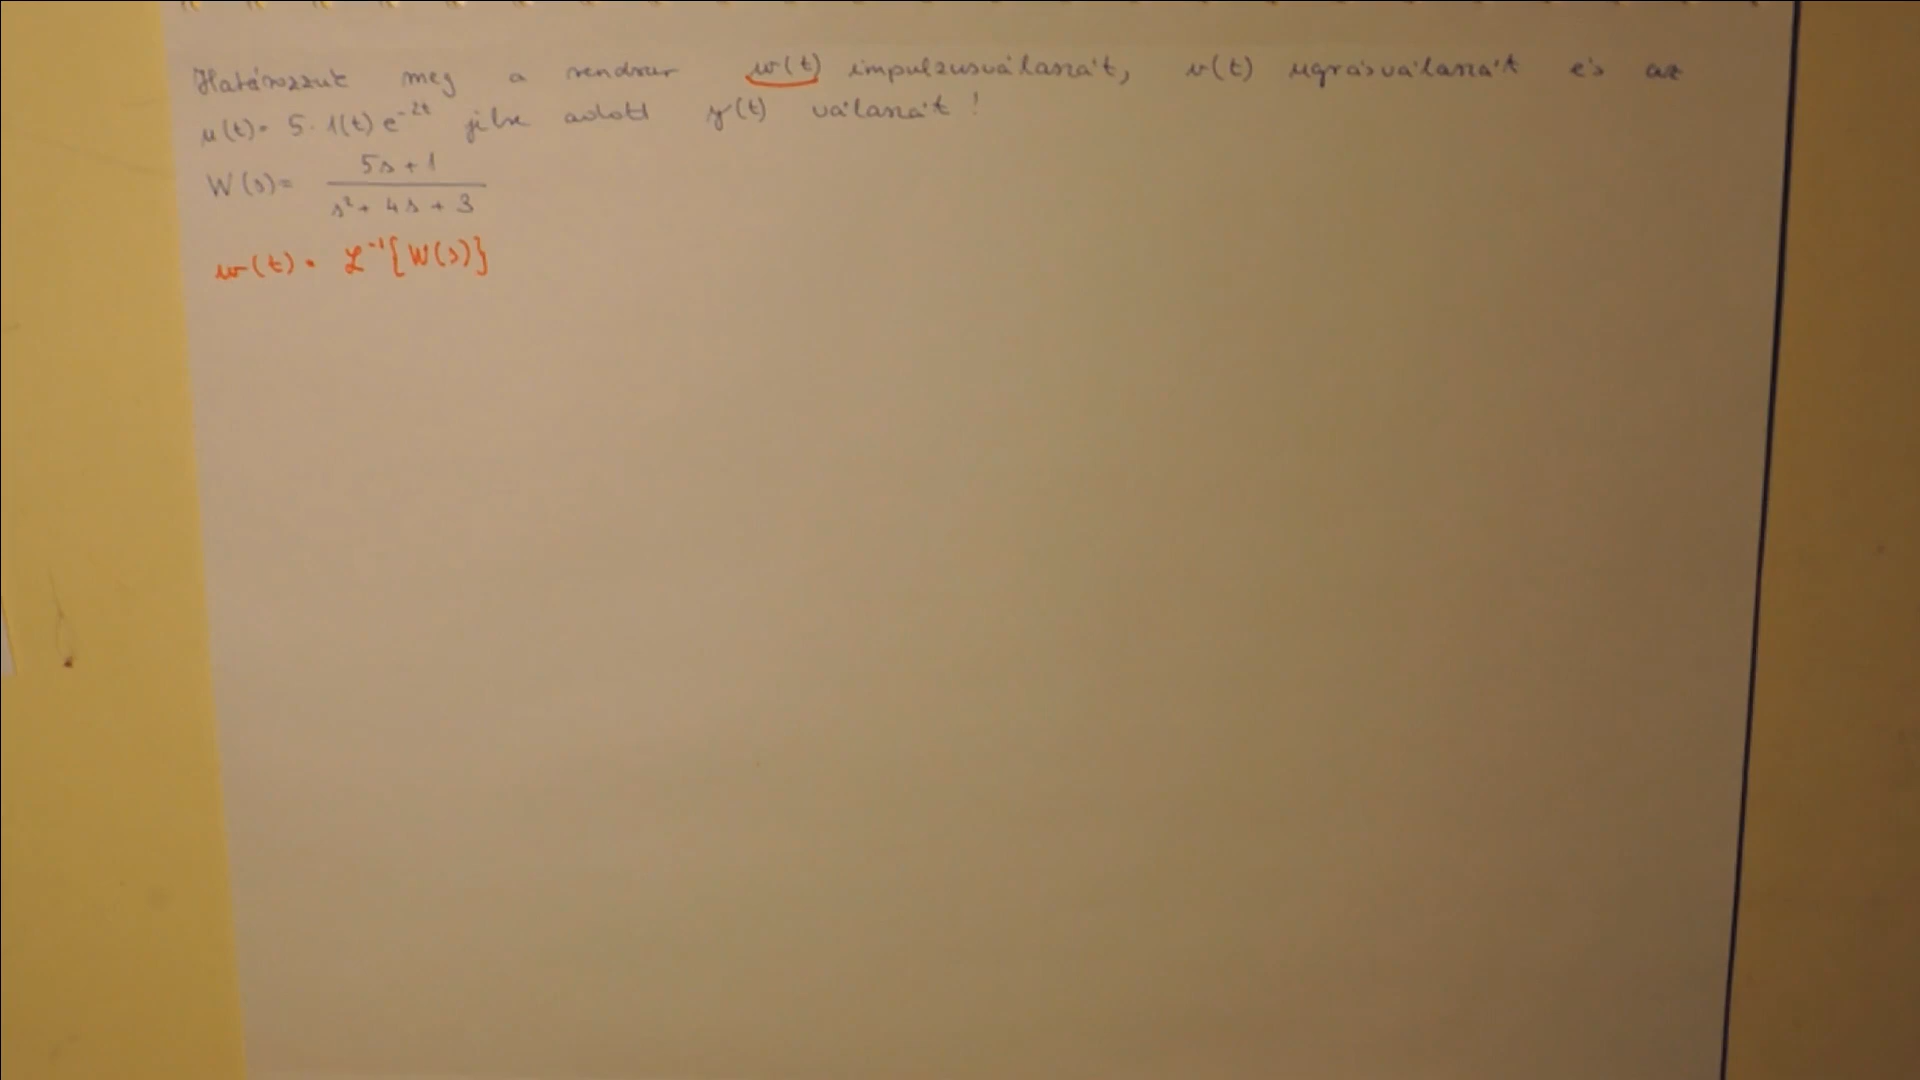 Határozzuk meg a rendszer w(t) impulzusválaszát, v(t) ugrásválaszát és az
u(t)= 5·1(t) e^-2t jelre adott y(t) válaszát!
W(s)= (5s+1)/(s²+4s+3)
w(t)= ℒ^-1{W(s)}